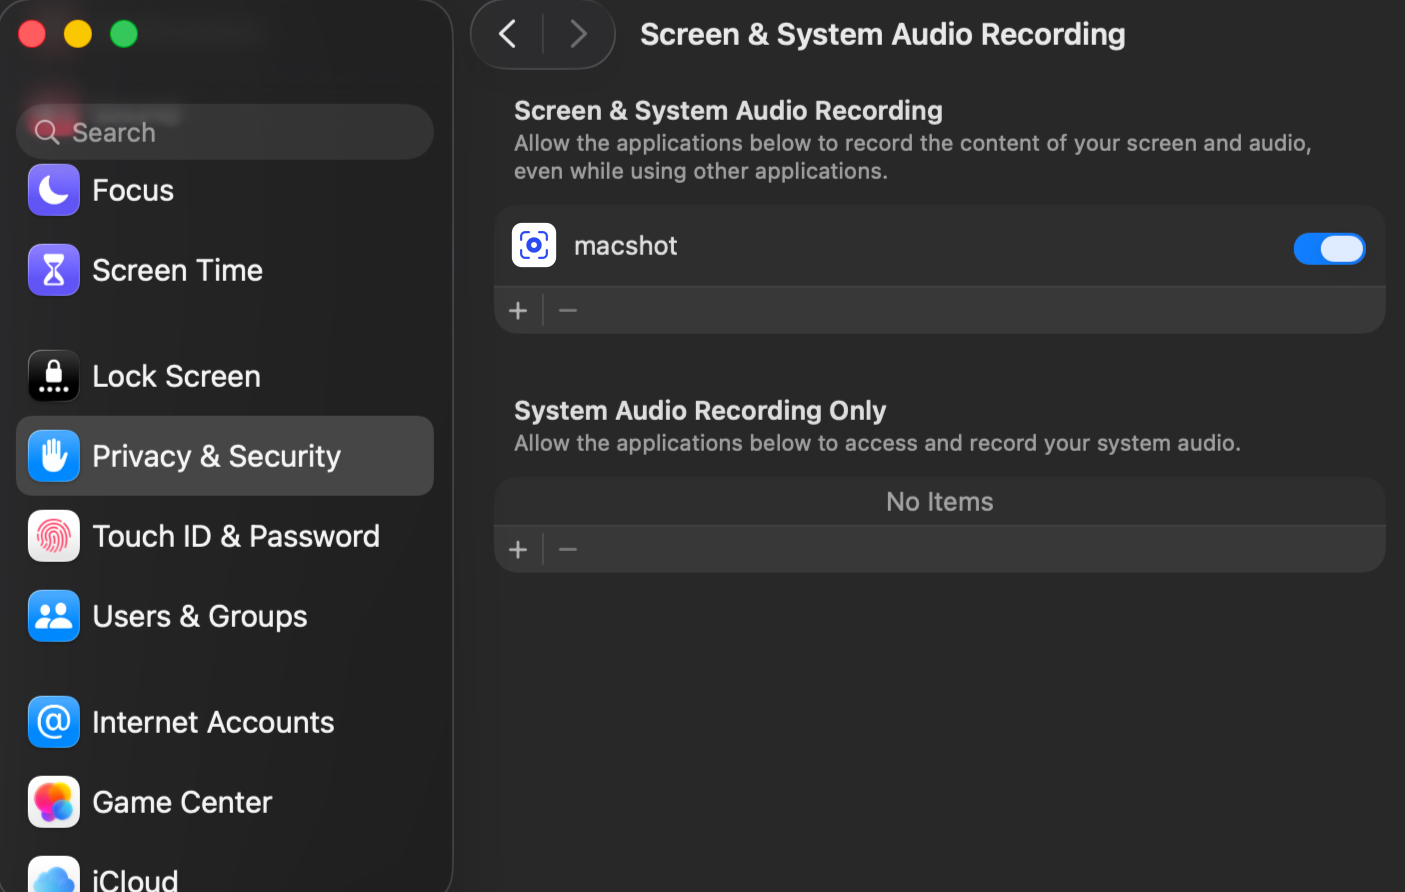 Search
Focus
Screen Time
Lock Screen
Privacy & Security
Touch ID & Password
Users & Groups
Internet Accounts
Game Center
iCloud
Screen & System Audio Recording
Screen & System Audio Recording
Allow the applications below to record the content of your screen and audio,
even while using other applications.
macshot
System Audio Recording Only
Allow the applications below to access and record your system audio.
No Items